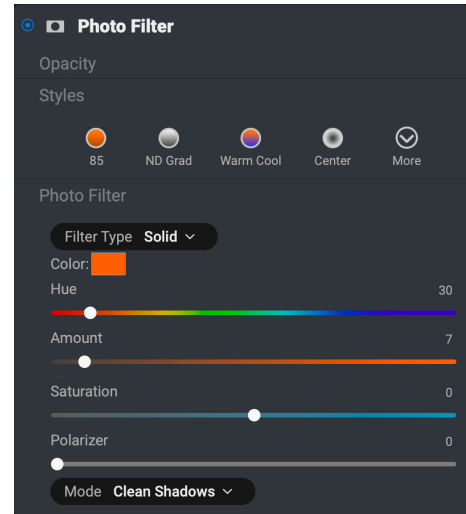 Photo Filter
Opacity
Styles
85 ND Grad Warm Cool Center More
Photo Filter
Filter Type Solid
Color:
Hue 30
Amount 7
Saturation 0
Polarizer 0
Mode Clean Shadows